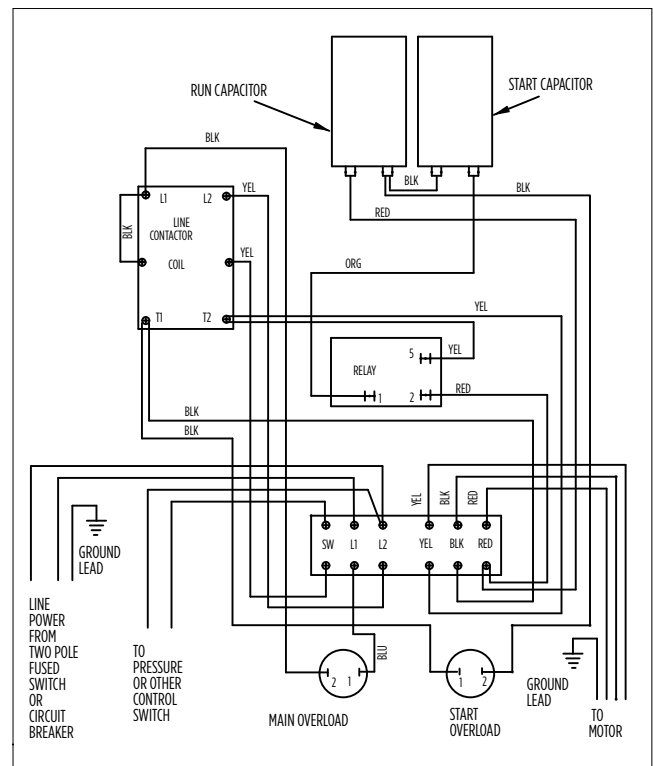 RUN CAPACITOR
START CAPACITOR
BLK
BLK
BLK
RED
YEL
L1
L2
LINE
CONTACTOR
BLK
COIL
YEL
ORG
T1
T2
YEL
5
YEL
RELAY
1
2
RED
BLK
BLK
YEL
BLK
RED
SW
L1
L2
YEL
BLK
RED
GROUND
LEAD
LINE
POWER
FROM
TWO POLE
FUSED
SWITCH
OR
CIRCUIT
BREAKER
TO
PRESSURE
OR OTHER
CONTROL
SWITCH
BLU
2
1
MAIN OVERLOAD
1
2
START
OVERLOAD
GROUND
LEAD
TO
MOTOR